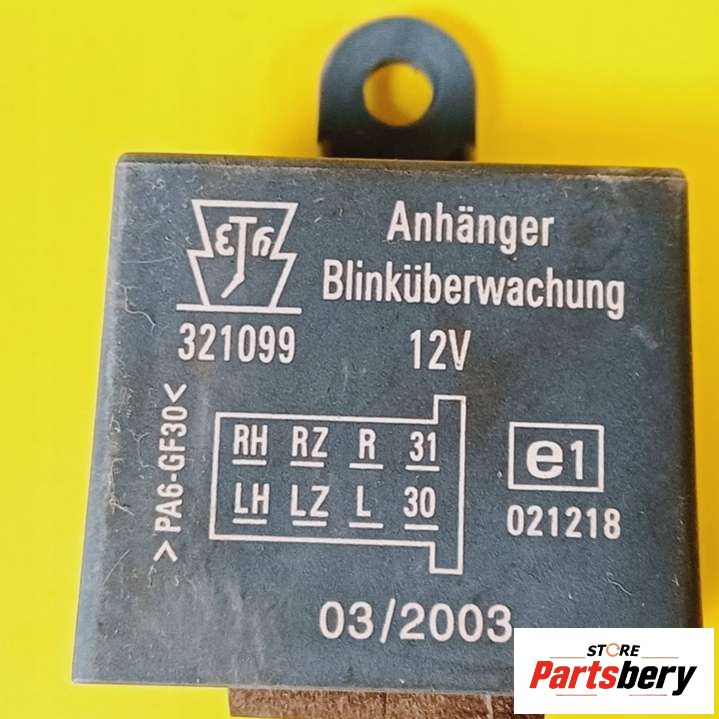 Anhänger
Blinküberwachung
321099
12V
>PA6-GF30<
RH RZ R 31
LH LZ L 30
e1
021218
03/2003
STORE
Partsbery